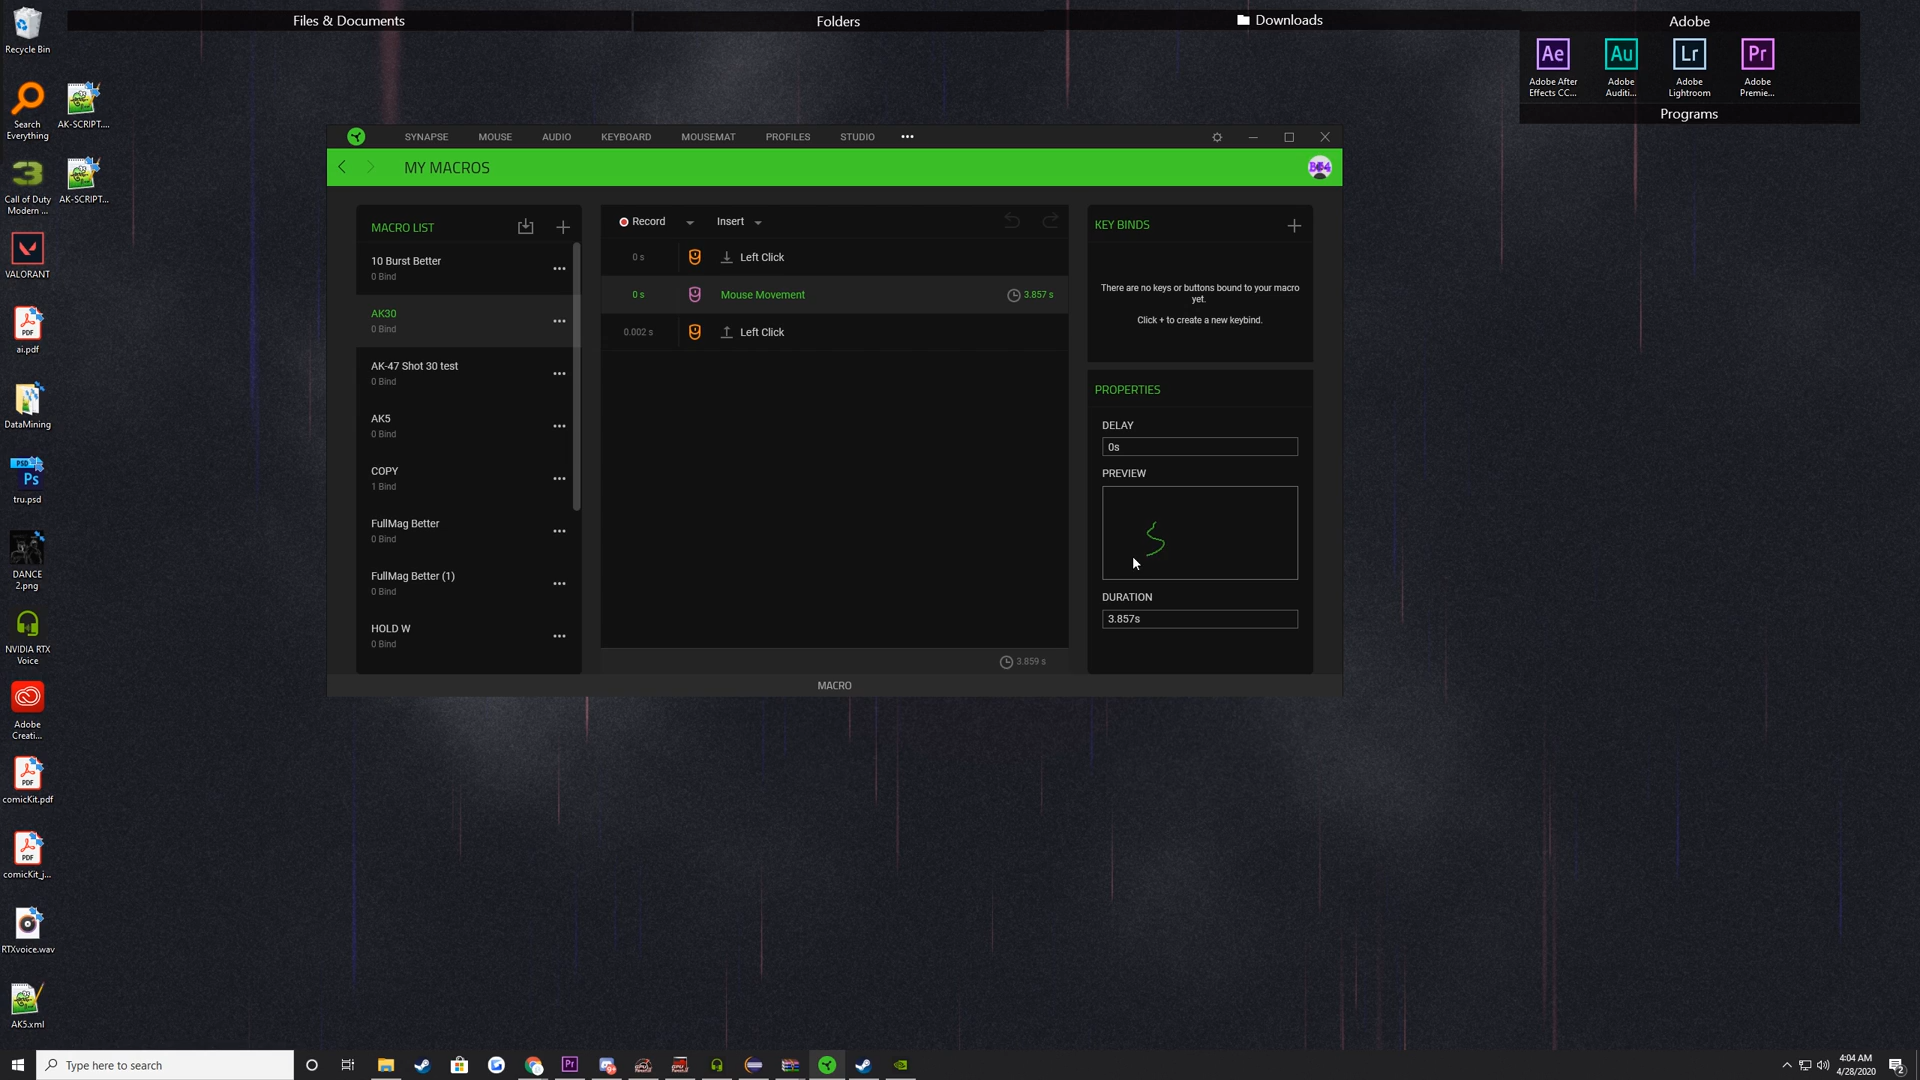 Files & Documents
Folders
Downloads
Adobe
Recycle Bin
Search Everything
AK-SCRIPT....
Call of Duty Modern ...
AK-SCRIPT...
VALORANT
ai.pdf
DataMining
tru.psd
DANCE 2.png
NVIDIA RTX Voice
Adobe Creati...
comicKit.pdf
comicKit_j...
RTXvoice.wav
AK5.xml
Ae
Au
Lr
Pr
Adobe After Effects CC...
Adobe Auditi...
Adobe Lightroom
Adobe Premie...
Programs
SYNAPSE
MOUSE
AUDIO
KEYBOARD
MOUSEMAT
PROFILES
STUDIO
MY MACROS
MACRO LIST
10 Burst Better
0 Bind
AK30
0 Bind
AK-47 Shot 30 test
0 Bind
AK5
0 Bind
COPY
1 Bind
FullMag Better
0 Bind
FullMag Better (1)
0 Bind
HOLD W
0 Bind
Record
Insert
0 s Left Click
0 s Mouse Movement 3.857 s
0.002 s Left Click
3.859 s
KEY BINDS
There are no keys or buttons bound to your macro
yet.
Click + to create a new keybind.
PROPERTIES
DELAY
0s
PREVIEW
DURATION
3.857s
MACRO
Type here to search
4:04 AM
4/28/2020